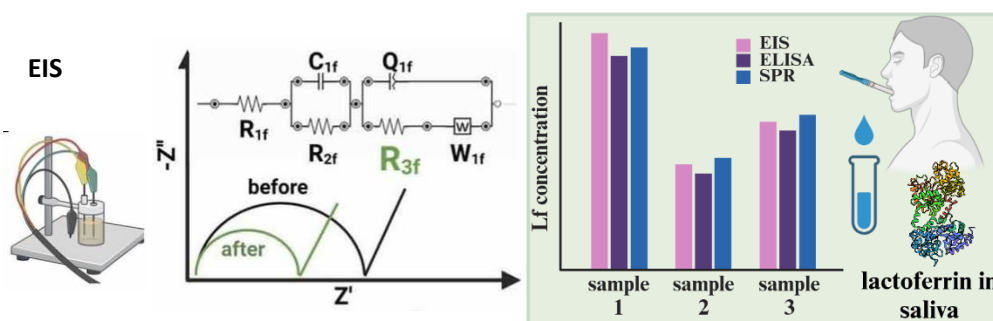 EIS
-Z"
C1f
Q1f
R1f
R2f
R3f
W
W1f
before
after
Z'
Lf concentration
EIS
ELISA
SPR
sample
1
sample
2
sample
3
lactoferrin in
saliva